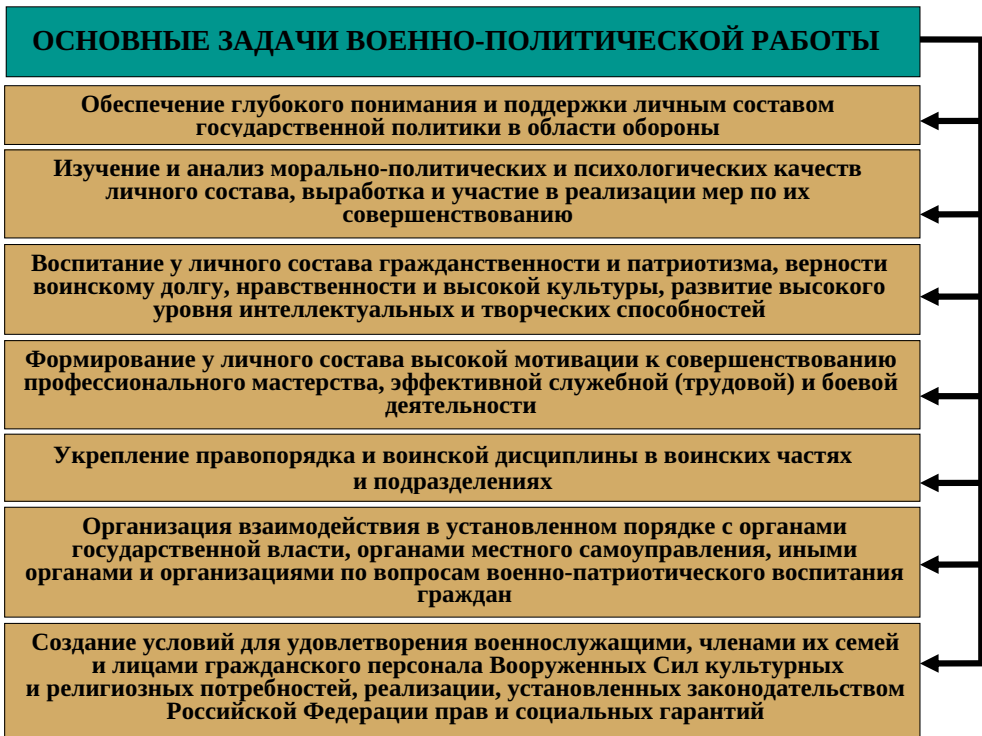 ОСНОВНЫЕ ЗАДАЧИ ВОЕННО-ПОЛИТИЧЕСКОЙ РАБОТЫ
Обеспечение глубокого понимания и поддержки личным составом
государственной политики в области обороны
Изучение и анализ морально-политических и психологических качеств
личного состава, выработка и участие в реализации мер по их
совершенствованию
Воспитание у личного состава гражданственности и патриотизма, верности
воинскому долгу, нравственности и высокой культуры, развитие высокого
уровня интеллектуальных и творческих способностей
Формирование у личного состава высокой мотивации к совершенствованию
профессионального мастерства, эффективной служебной (трудовой) и боевой
деятельности
Укрепление правопорядка и воинской дисциплины в воинских частях
и подразделениях
Организация взаимодействия в установленном порядке с органами
государственной власти, органами местного самоуправления, иными
органами и организациями по вопросам военно-патриотического воспитания
граждан
Создание условий для удовлетворения военнослужащими, членами их семей
и лицами гражданского персонала Вооруженных Сил культурных
и религиозных потребностей, реализации, установленных законодательством
Российской Федерации прав и социальных гарантий